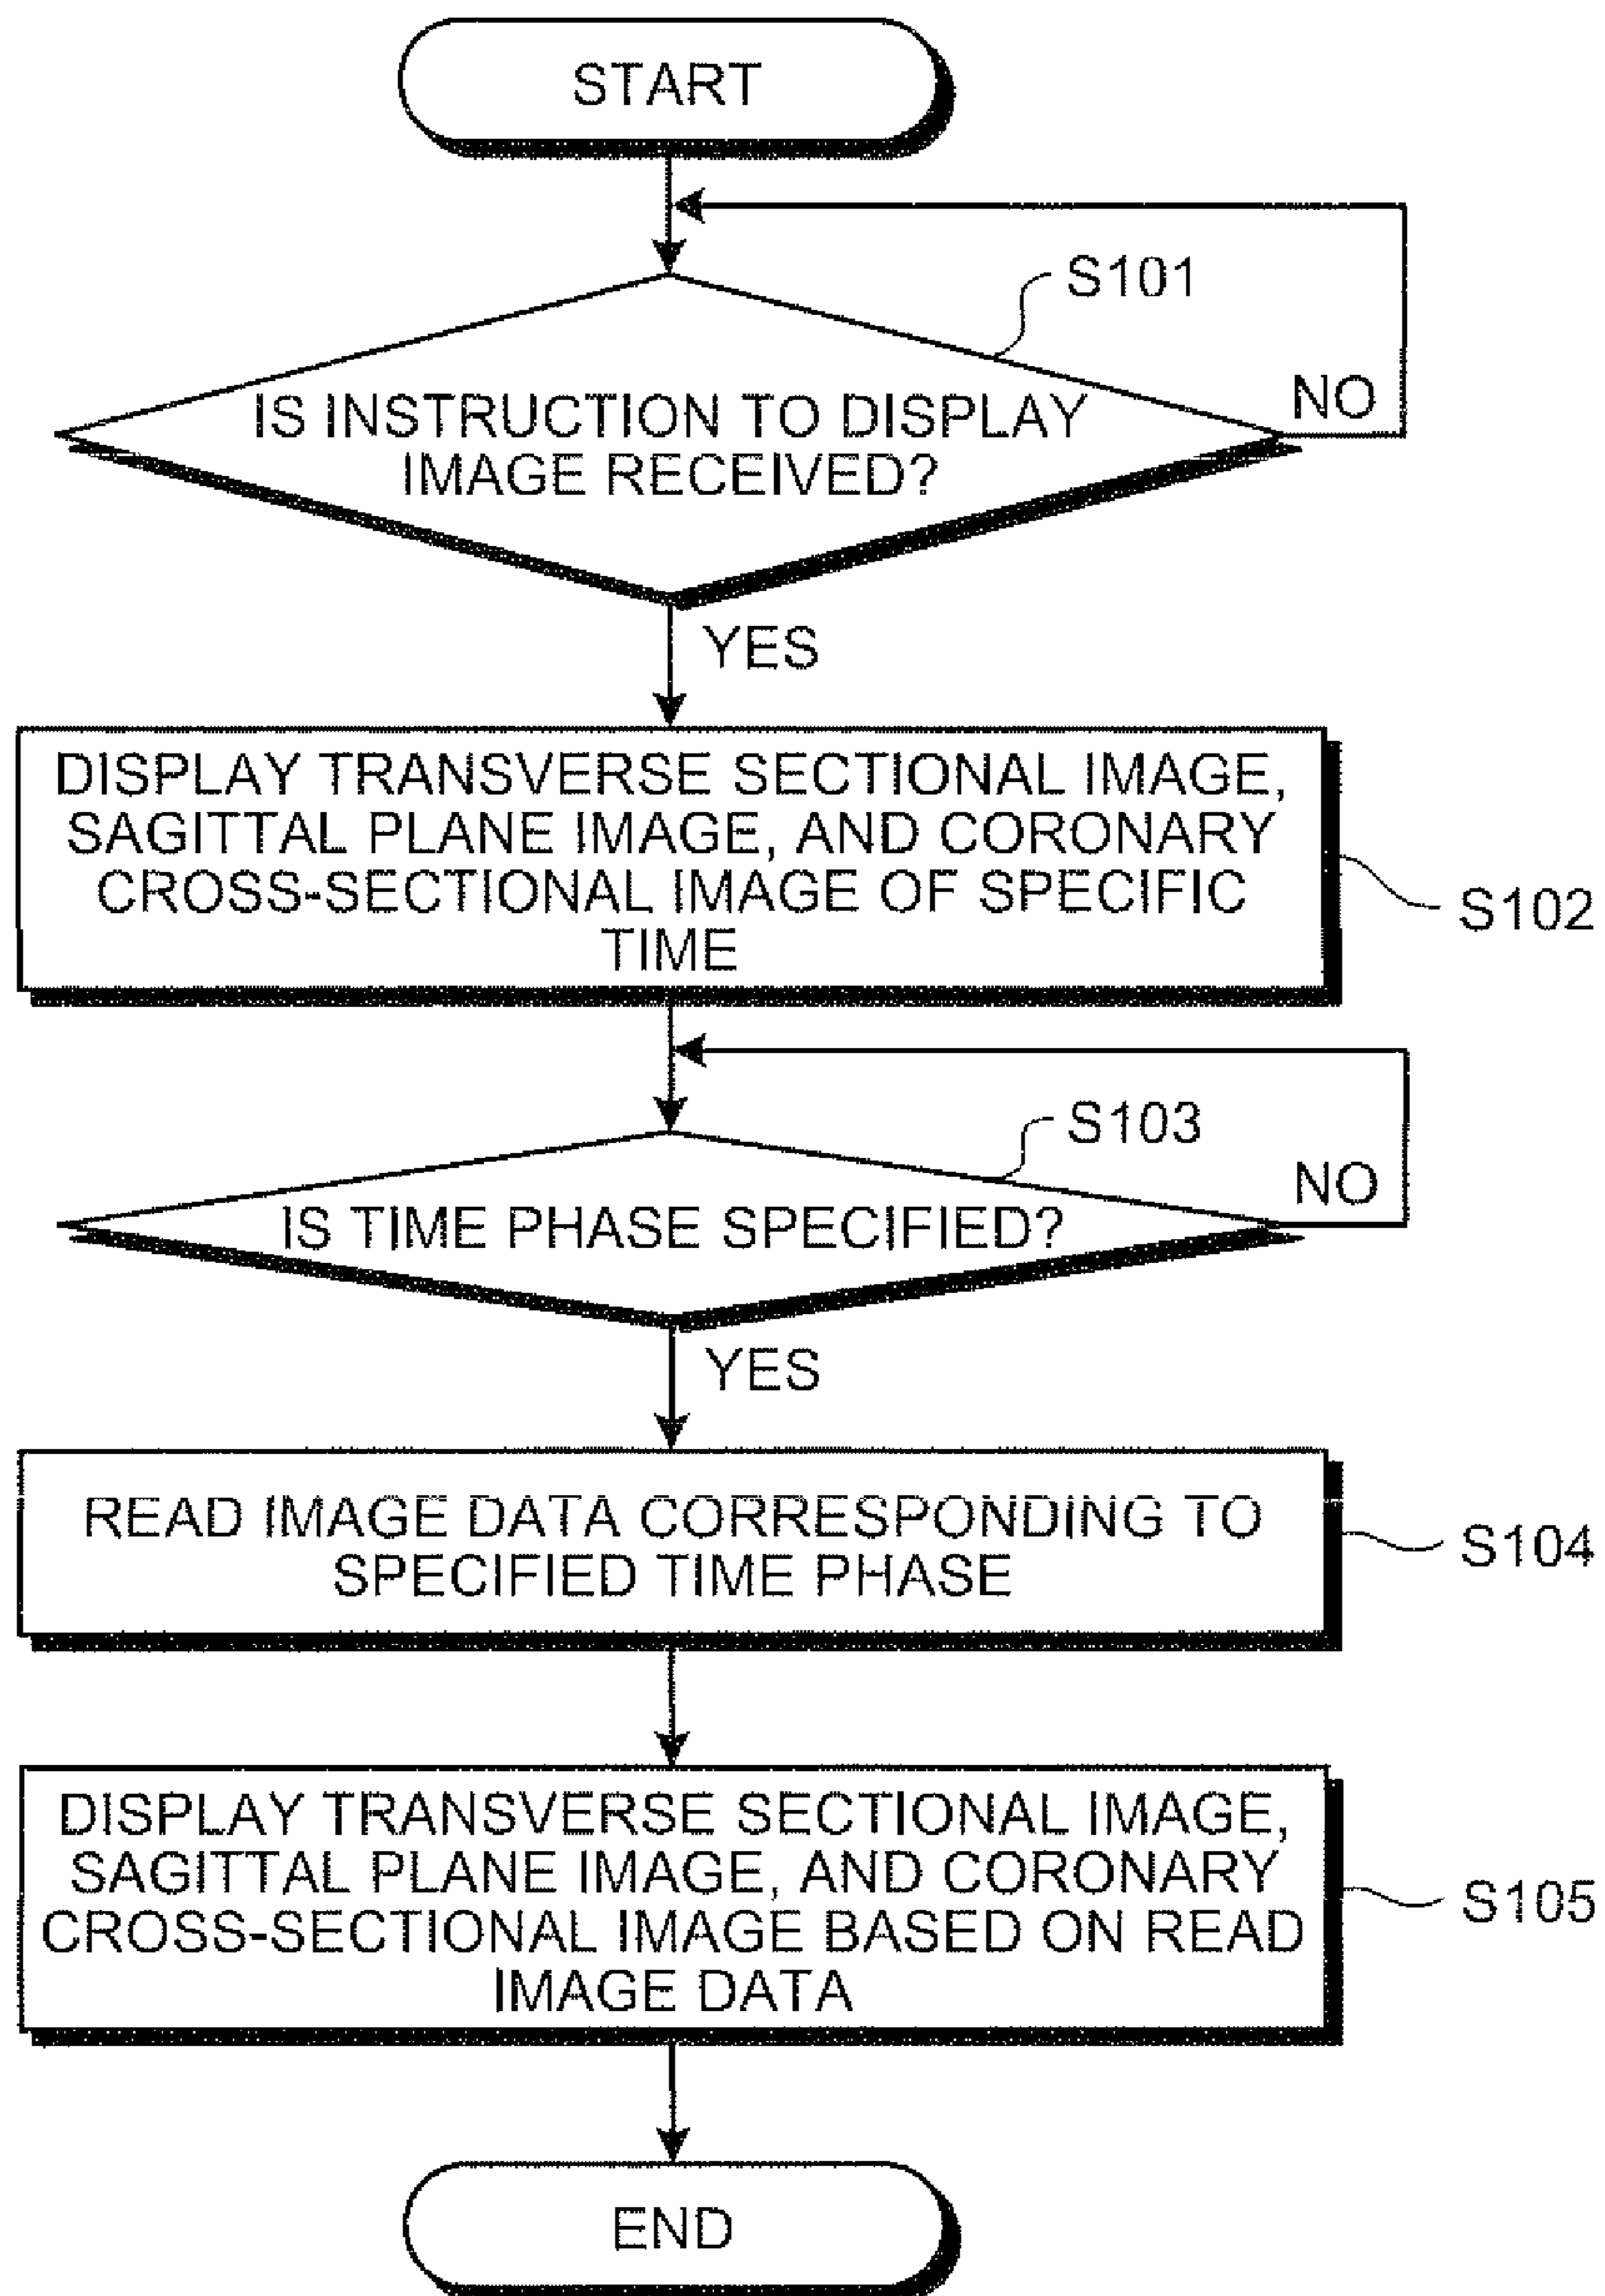 START
S101
NO
IS INSTRUCTION TO DISPLAY
IMAGE RECEIVED?
YES
DISPLAY TRANSVERSE SECTIONAL IMAGE,
SAGITTAL PLANE IMAGE, AND CORONARY
CROSS-SECTIONAL IMAGE OF SPECIFIC
TIME
S102
S103
NO
IS TIME PHASE SPECIFIED?
YES
READ IMAGE DATA CORRESPONDING TO
SPECIFIED TIME PHASE
S104
DISPLAY TRANSVERSE SECTIONAL IMAGE,
SAGITTAL PLANE IMAGE, AND CORONARY
CROSS-SECTIONAL IMAGE BASED ON READ
IMAGE DATA
S105
END